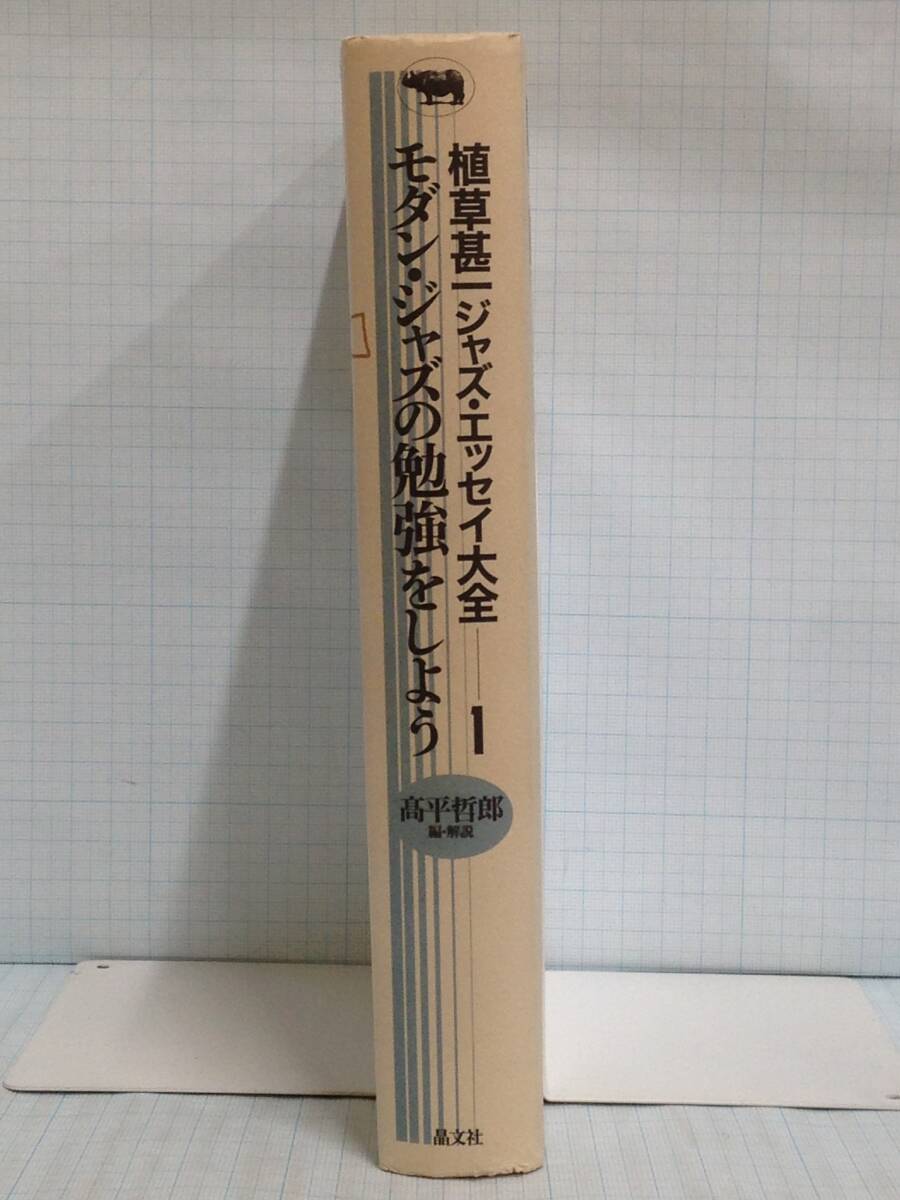 植草甚一ジャズ・エッセイ大全
1
モダン・ジャズの勉強をしよう
髙平哲郎
編・解説
晶文社